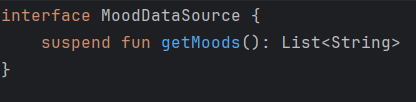 interface MoodDataSource {
    suspend fun getMoods(): List<String>
}